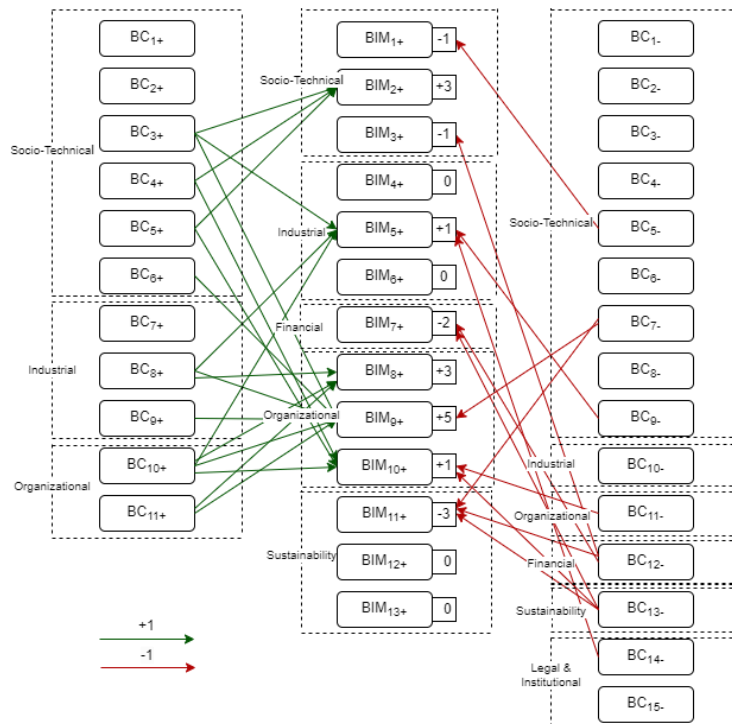 BC1+
BC2+
BC3+
Socio-Technical
BC4+
BC5+
BC6+
BC7+
Industrial
BC8+
BC9+
BC10+
Organizational
BC11+
+1
-1
BIM1+ -1
Socio-Technical
BIM2+ +3
BIM3+ -1
BIM4+ 0
Industrial
BIM5+ +1
BIM6+ 0
Financial
BIM7+ -2
BIM8+ +3
Organizational
BIM9+ +5
BIM10+ +1
BIM11+ -3
Sustainability
BIM12+ 0
BIM13+ 0
BC1-
BC2-
BC3-
BC4-
Socio-Technical
BC5-
BC6-
BC7-
BC8-
BC9-
Industrial
BC10-
Organizational
BC11-
Financial
BC12-
Sustainability
BC13-
Legal &
Institutional
BC14-
BC15-